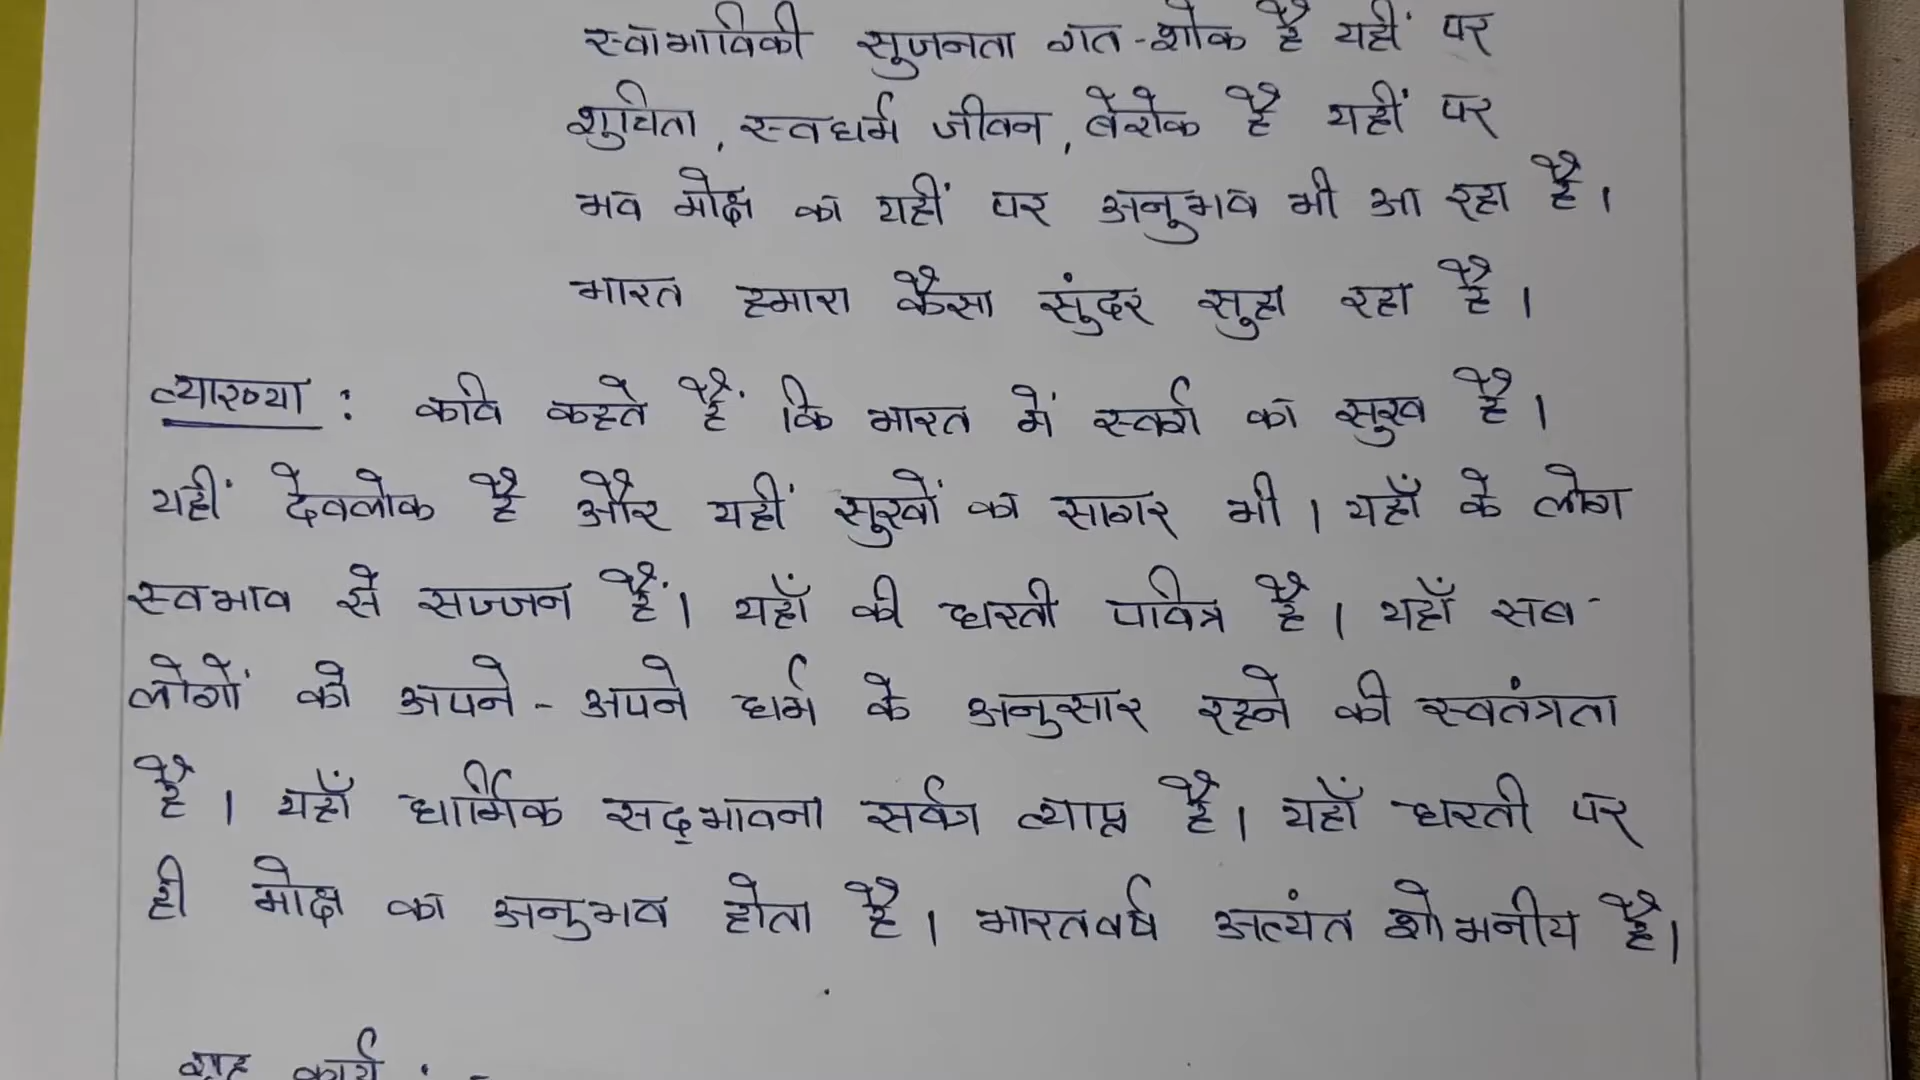 स्वाभाविकी सुजनता गत-शोक है यहीं पर
शुचिता, स्वधर्म जीवन, बेरोक है यहीं पर
भव मोक्ष का यहीं पर अनुभव भी आ रहा है।
भारत हमारा कैसा सुंदर सुहा रहा है।
व्याख्या : कवि कहते हैं कि भारत में स्वर्ग का सुख है।
यहीं देवलोक है और यहीं सुखों का सागर भी। यहाँ के लोग
स्वभाव से सज्जन हैं। यहाँ की धरती पवित्र है। यहाँ सब-
लोगों को अपने-अपने धर्म के अनुसार रहने की स्वतंत्रता
है। यहाँ धार्मिक सद्‌भावना सर्वत्र व्याप्त है। यहाँ धरती पर
ही मोक्ष का अनुभव होता है। भारतवर्ष अत्यंत शोभनीय है।
गृह कार्य : -